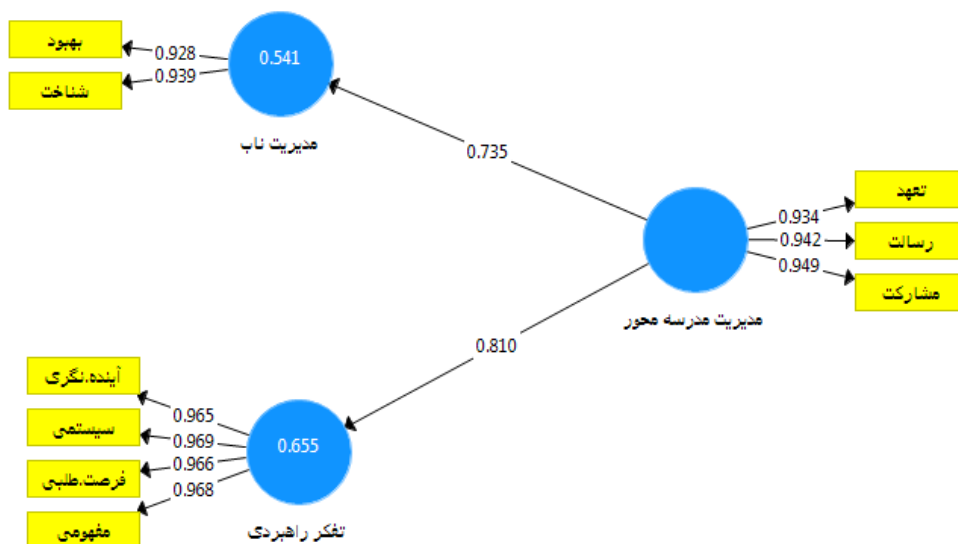 بهبود
شناخت
0.928
0.939
0.541
مدیریت ناب
0.735
تعهد
رسالت
مشارکت
0.934
0.942
0.949
مدیریت مدرسه محور
0.810
آینده.نگری
سیستمی
فرصت.طلبی
مفهومی
0.965
0.969
0.966
0.968
0.655
تفکر راهبردی